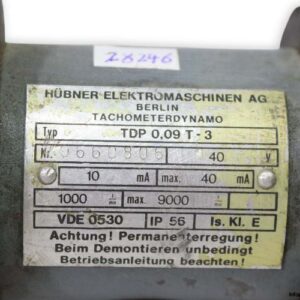 28246
HÜBNER ELEKTROMASCHINEN AG
BERLIN
TACHOMETERDYNAMO
Typ TDP 0,09 T - 3
Nr. 0660806 40 V
10 mA max. 40 mA
1000 max. 9000
VDE 0530 IP 56 Is. Kl. E
Achtung! Permanenterregung!
Beim Demontieren unbedingt
Betriebsanleitung beachten!